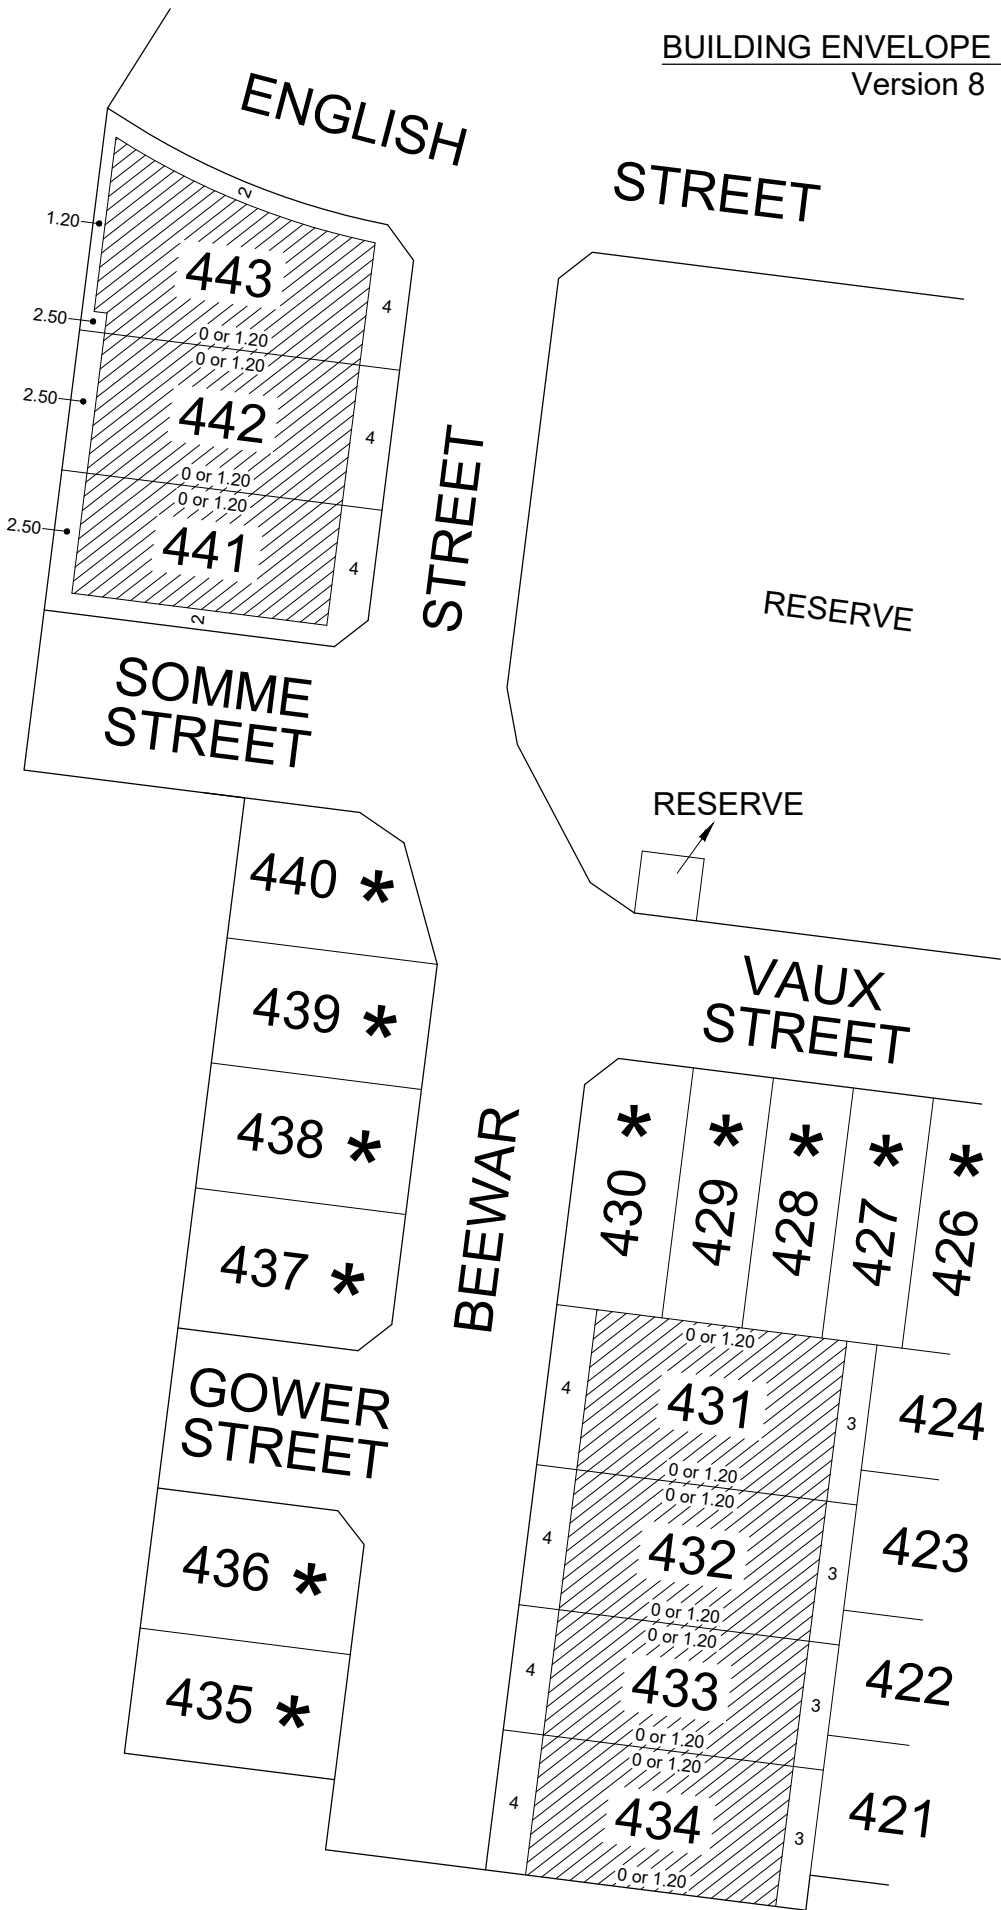 BUILDING ENVELOPE
Version 8
ENGLISH
STREET
2
1.20
443
4
2.50
0 or 1.20
0 or 1.20
2.50
442
4
0 or 1.20
0 or 1.20
2.50
441
4
2
STREET
RESERVE
SOMME
STREET
RESERVE
440 *
439 *
438 *
437 *
VAUX
STREET
BEEWAR
430 *
429 *
428 *
427 *
426 *
GOWER
STREET
436 *
435 *
0 or 1.20
4
431
3
424
0 or 1.20
0 or 1.20
4
432
3
423
0 or 1.20
0 or 1.20
4
433
3
422
0 or 1.20
0 or 1.20
4
434
3
421
0 or 1.20